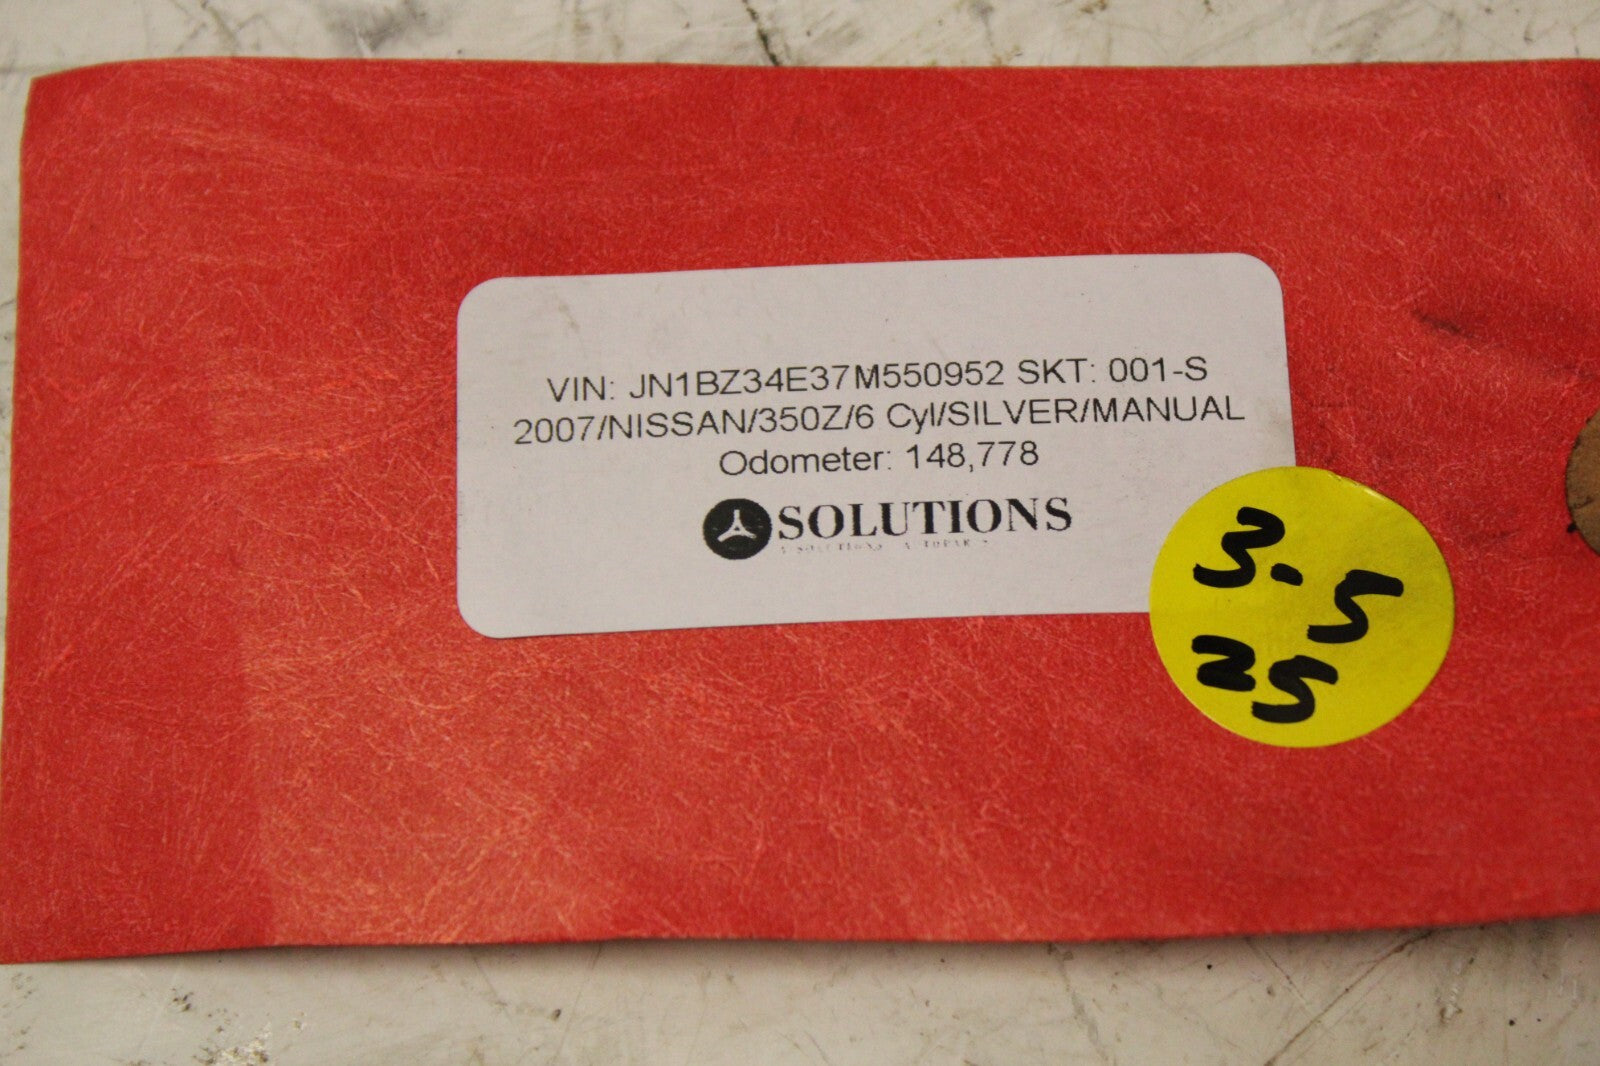 VIN: JN1BZ34E37M550952 SKT: 001-S
2007/NISSAN/350Z/6 Cyl/SILVER/MANUAL
Odometer: 148,778
SOLUTIONS
3.5
25